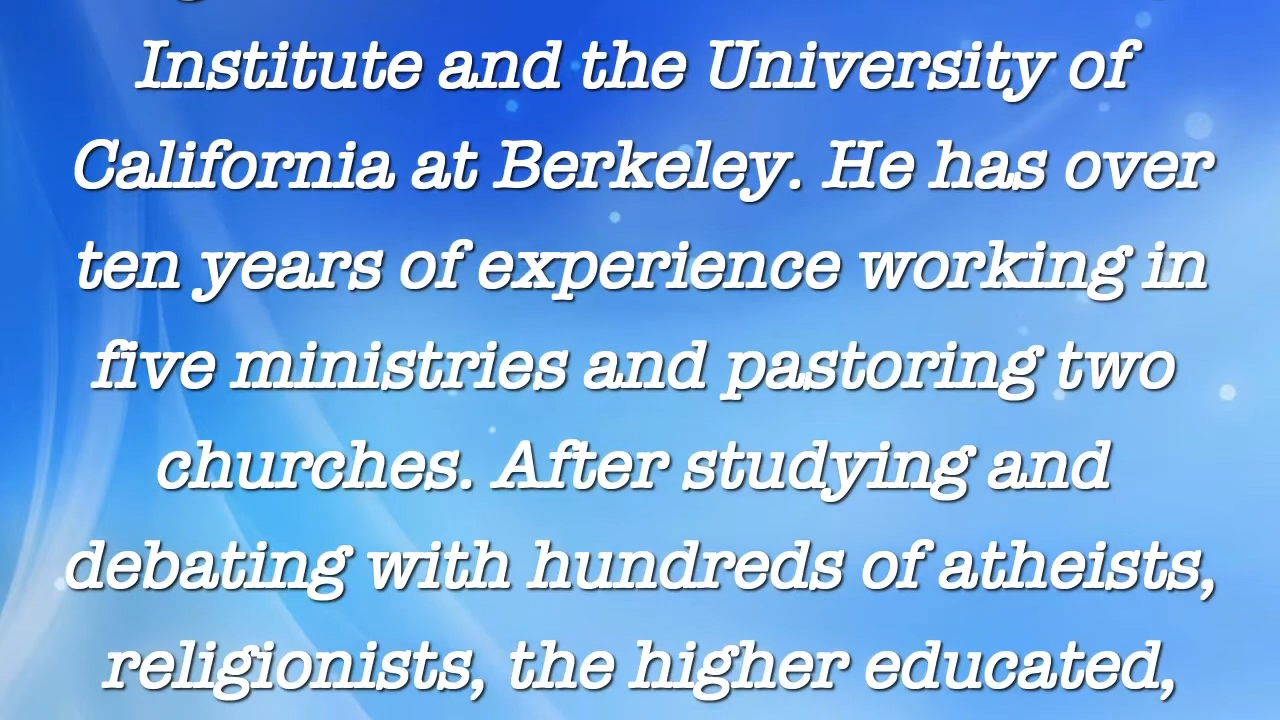 Institute and the University of
California at Berkeley. He has over
ten years of experience working in
five ministries and pastoring two
churches. After studying and
debating with hundreds of atheists,
religionists, the higher educated,